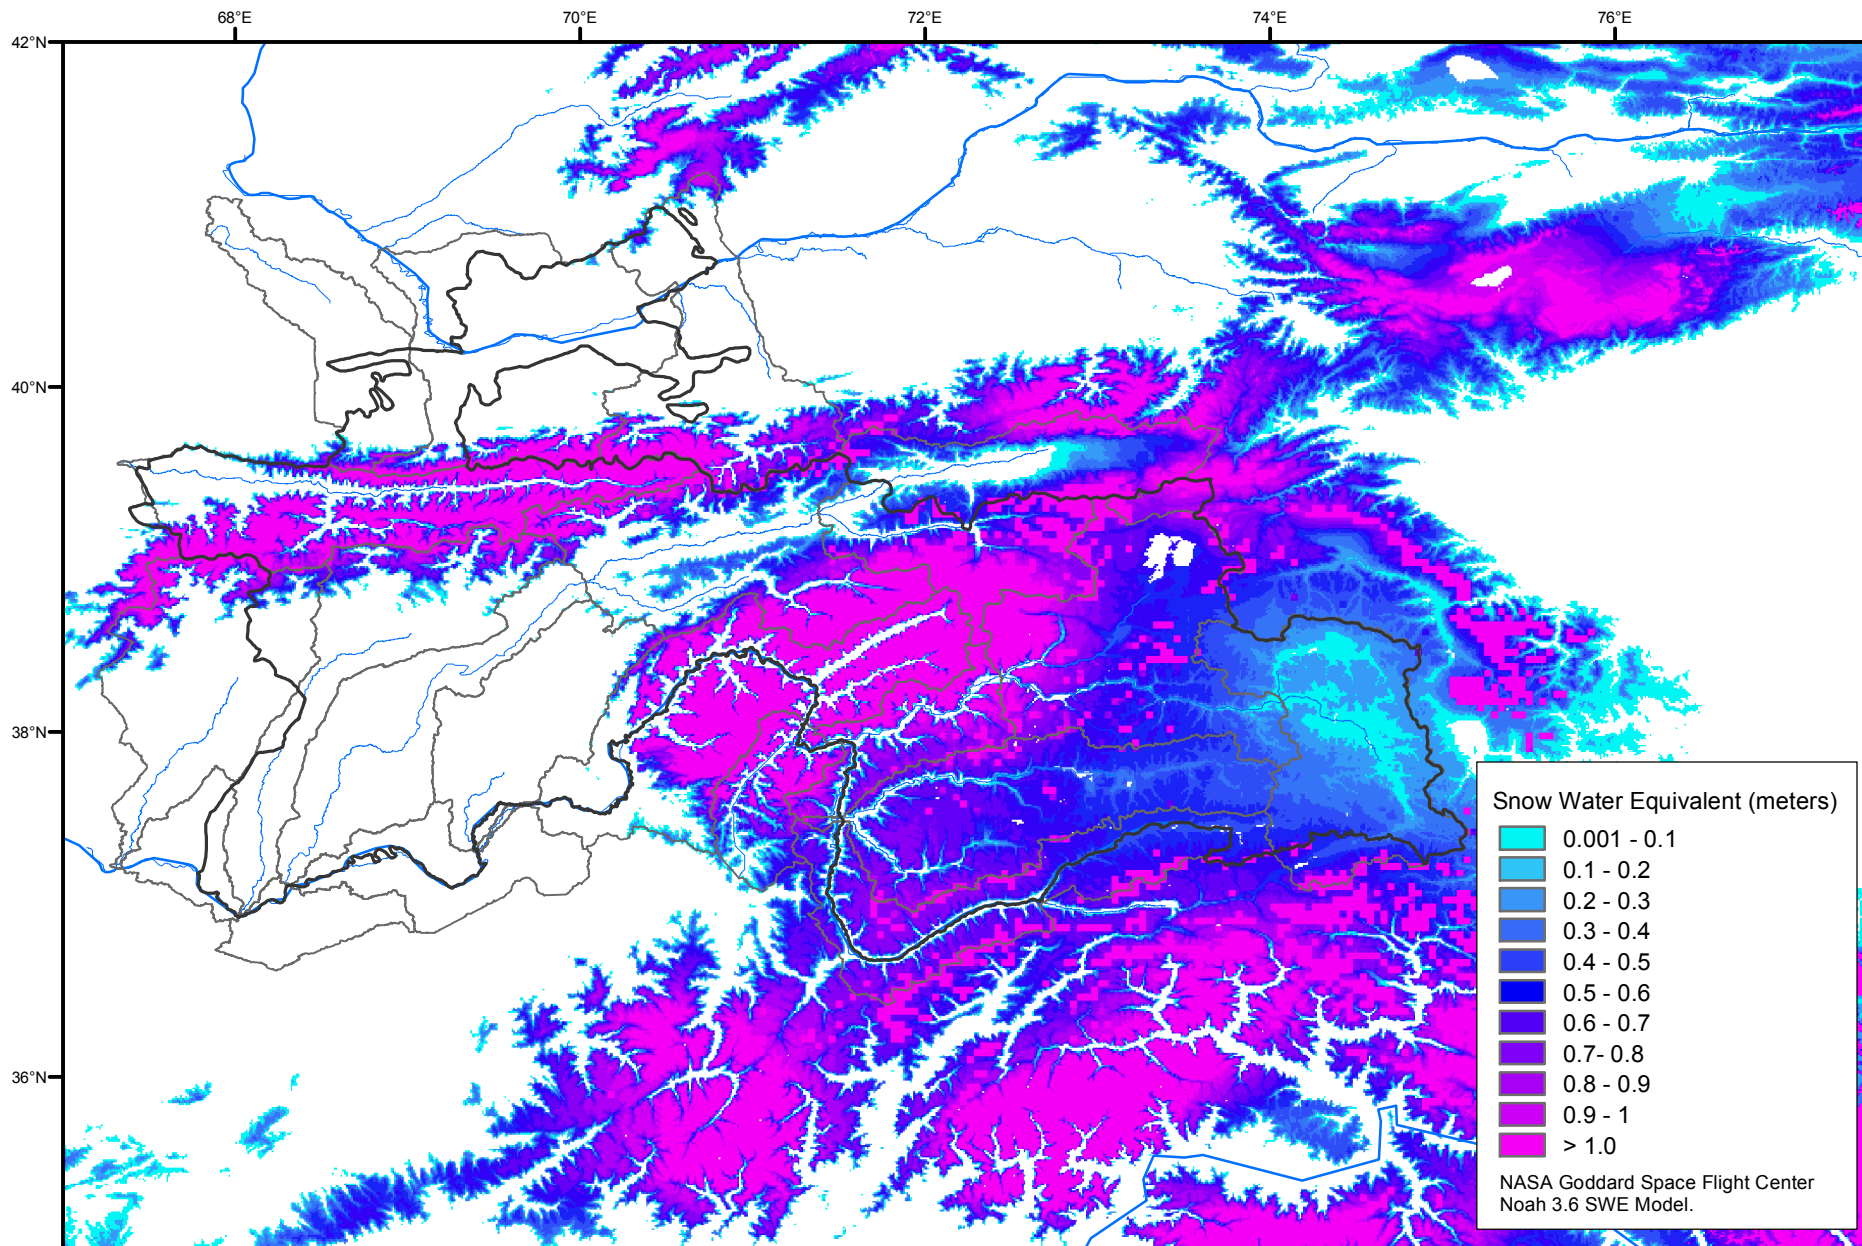 68°E 70°E 72°E 74°E 76°E
42°N
40°N
38°N
36°N
Snow Water Equivalent (meters)
0.001 - 0.1
0.1 - 0.2
0.2 - 0.3
0.3 - 0.4
0.4 - 0.5
0.5 - 0.6
0.6 - 0.7
0.7- 0.8
0.8 - 0.9
0.9 - 1
> 1.0
NASA Goddard Space Flight Center
Noah 3.6 SWE Model.